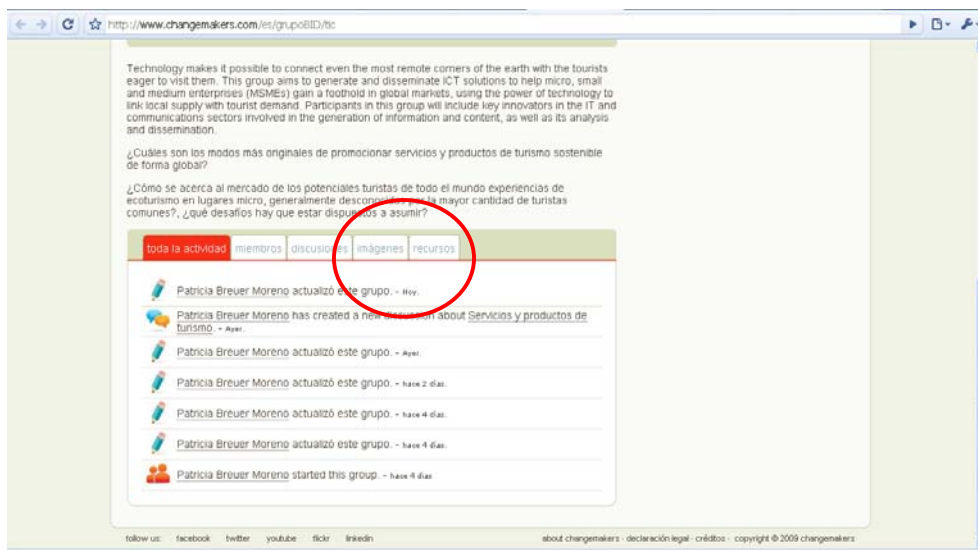 http://www.changemakers.com/es/grupoBID/tic
Technology makes it possible to connect even the most remote corners of the earth with the tourists
eager to visit them. This group aims to generate and disseminate ICT solutions to help micro, small
and medium enterprises (MSMEs) gain a foothold in global markets, using the power of technology to
link local supply with tourist demand. Participants in this group will include key innovators in the IT and
communications sectors involved in the generation of information and content, as well as its analysis
and dissemination.
¿Cuáles son los modos más originales de promocionar servicios y productos de turismo sostenible
de forma global?
¿Cómo se acerca al mercado de los potenciales turistas de todo el mundo experiencias de
ecoturismo en lugares micro, generalmente desconocidos por la mayor cantidad de turistas
comunes?, ¿qué desafíos hay que estar dispuestos a asumir?
toda la actividad miembros discusiones imágenes recursos
Patricia Breuer Moreno actualizó este grupo. - Hoy.
Patricia Breuer Moreno has created a new discussion about Servicios y productos de
turismo. - Ayer.
Patricia Breuer Moreno actualizó este grupo. - Ayer.
Patricia Breuer Moreno actualizó este grupo. - hace 2 días.
Patricia Breuer Moreno actualizó este grupo. - hace 4 días.
Patricia Breuer Moreno actualizó este grupo. - hace 4 días.
Patricia Breuer Moreno started this group. - hace 4 días
follow us: facebook twitter youtube flickr linkedin about changemakers · declaración legal · créditos · copyright © 2009 changemakers